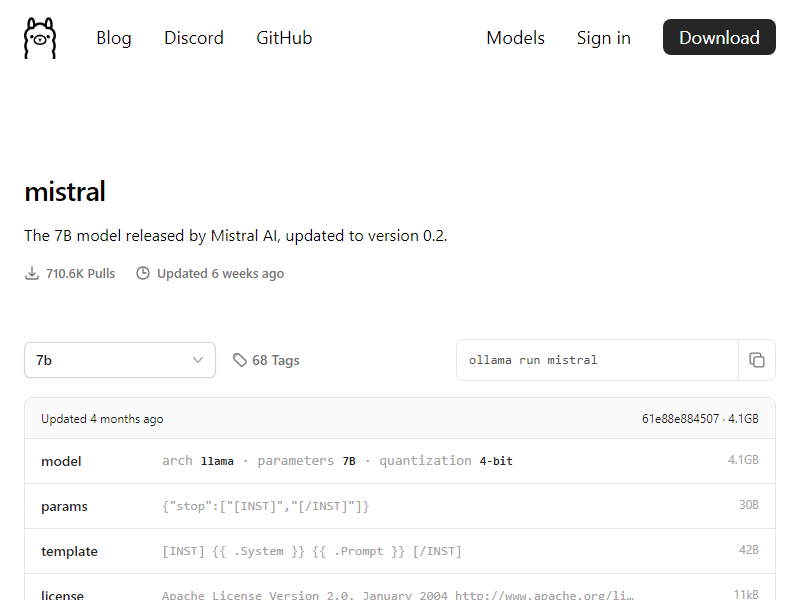 Blog Discord GitHub Models Sign in Download
mistral
The 7B model released by Mistral AI, updated to version 0.2.
710.6K Pulls Updated 6 weeks ago
7b 68 Tags ollama run mistral
Updated 4 months ago 61e88e884507 · 4.1GB
model arch llama · parameters 7B · quantization 4-bit 4.1GB
params {"stop":["[INST]","[/INST]"]} 30B
template [INST] {{ .System }} {{ .Prompt }} [/INST] 42B
license Apache License Version 2.0, January 2004 http://www.apache.org/li… 11kB